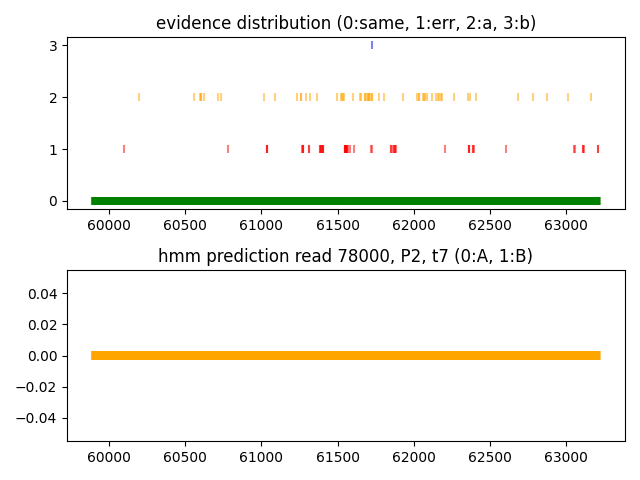 evidence distribution (0:same, 1:err, 2:a, 3:b)
3
2
1
0
60000 60500 61000 61500 62000 62500 63000
hmm prediction read 78000, P2, t7 (0:A, 1:B)
0.04
0.02
0.00
−0.02
−0.04
60000 60500 61000 61500 62000 62500 63000